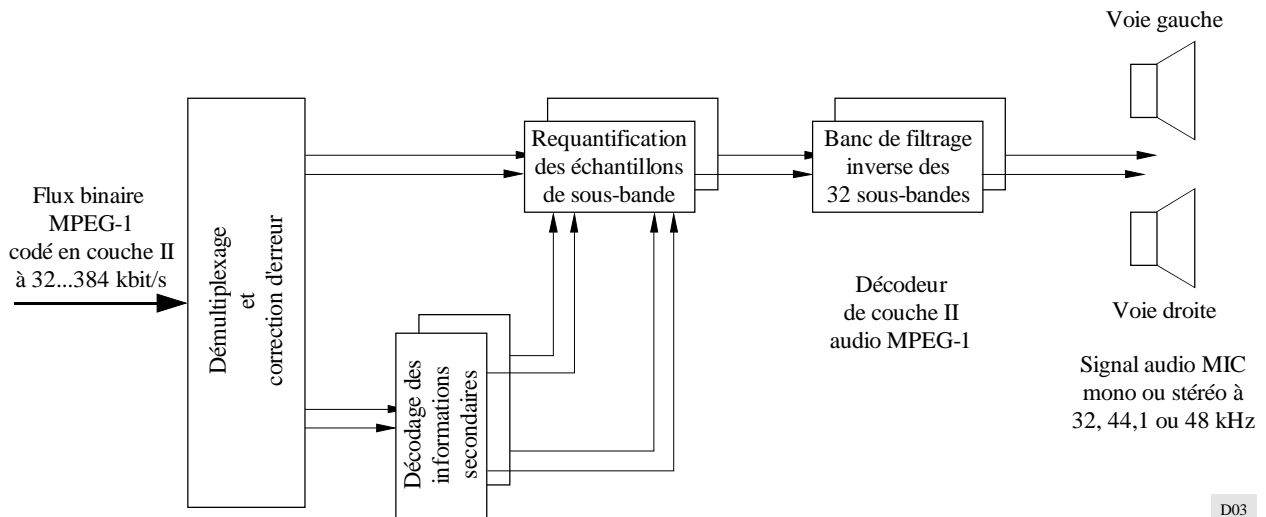 Flux binaire
MPEG-1
codé en couche II
à 32...384 kbit/s
Démultiplexage
et
correction d'erreur
Décodage des
informations
secondaires
Requantification
des échantillons
de sous-bande
Banc de filtrage
inverse des
32 sous-bandes
Décodeur
de couche II
audio MPEG-1
Voie gauche
Voie droite
Signal audio MIC
mono ou stéréo à
32, 44,1 ou 48 kHz
D03